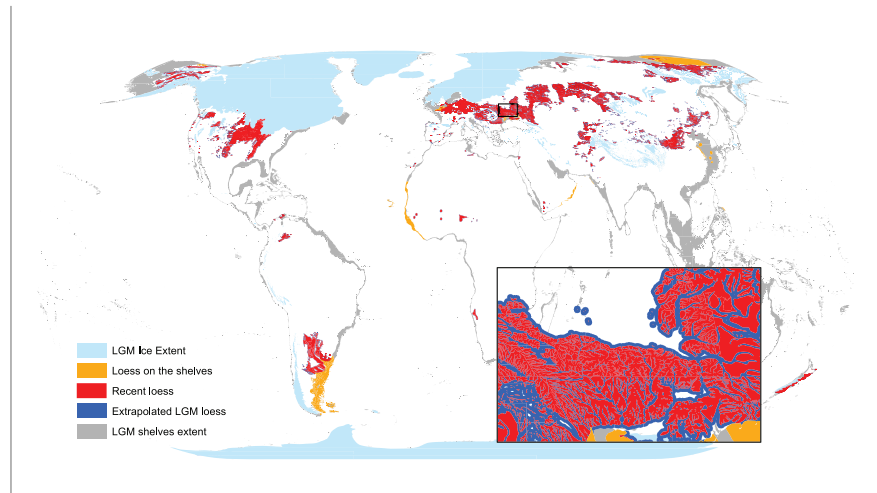 LGM Ice Extent
Loess on the shelves
Recent loess
Extrapolated LGM loess
LGM shelves extent